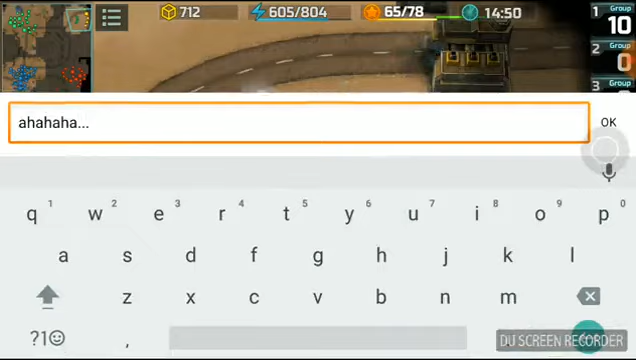 712
605/804
65/78
14:50
1 Group
10
2 Group
0
3 Group
ahahaha...
OK
q 1 w 2 e 3 r 4 t 5 y 6 u 7 i 8 o 9 p 0
a s d f g h j k l
z x c v b n m
?1 ,
DU SCREEN RECORDER